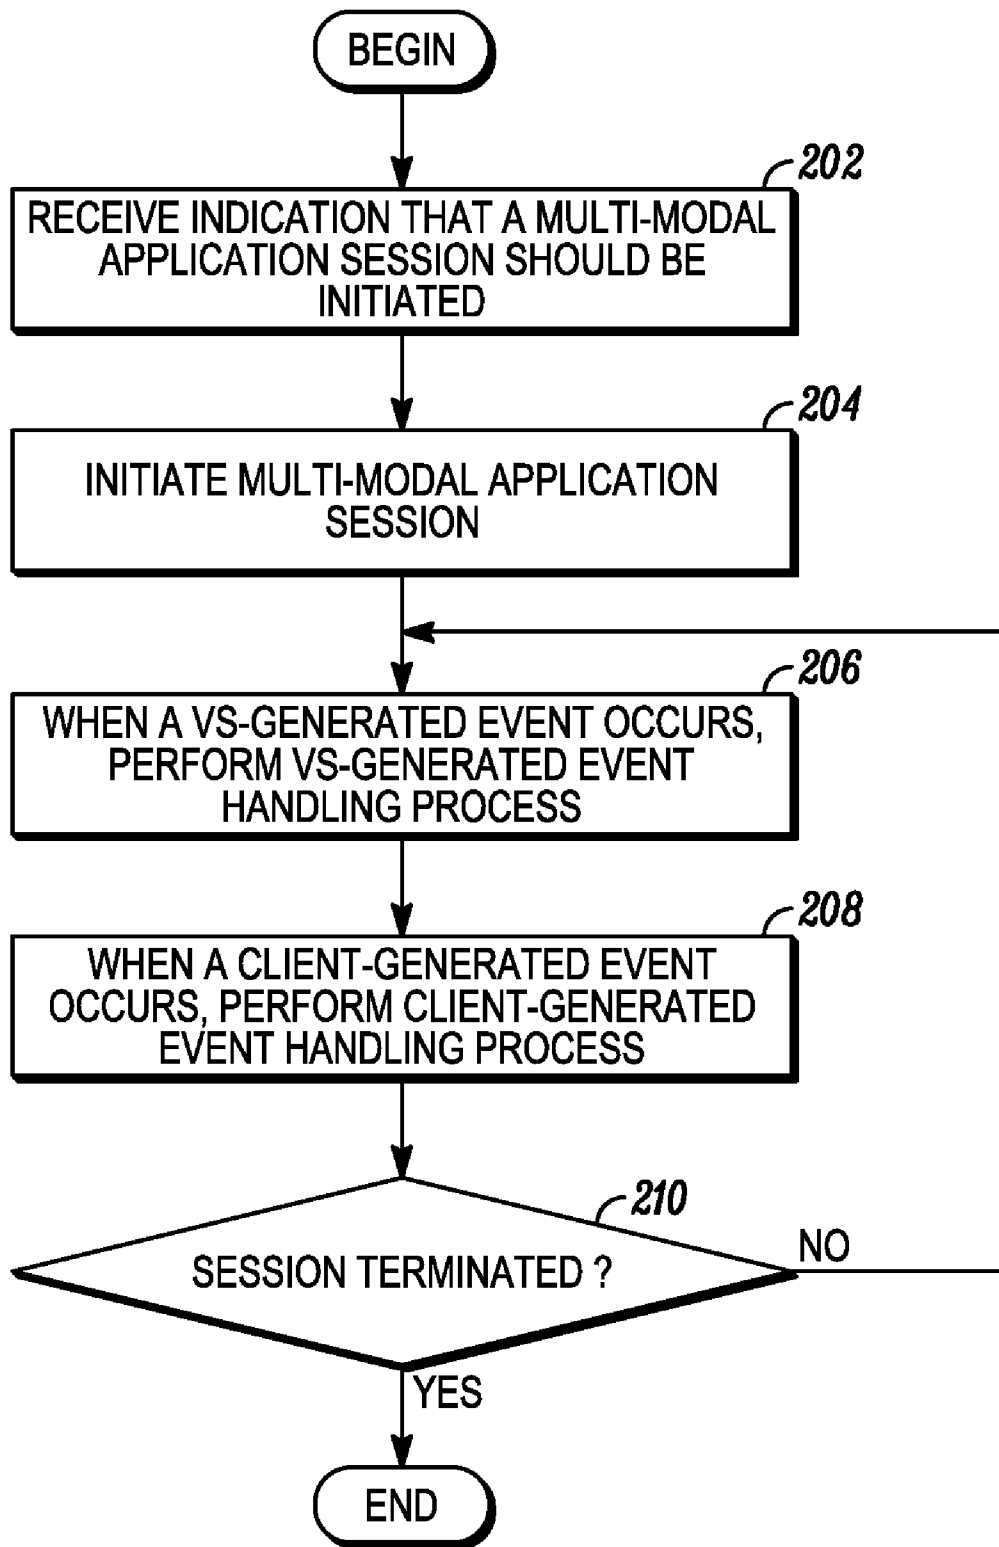 BEGIN
202
RECEIVE INDICATION THAT A MULTI-MODAL
APPLICATION SESSION SHOULD BE
INITIATED
204
INITIATE MULTI-MODAL APPLICATION
SESSION
206
WHEN A VS-GENERATED EVENT OCCURS,
PERFORM VS-GENERATED EVENT
HANDLING PROCESS
208
WHEN A CLIENT-GENERATED EVENT
OCCURS, PERFORM CLIENT-GENERATED
EVENT HANDLING PROCESS
210
SESSION TERMINATED ?
NO
YES
END